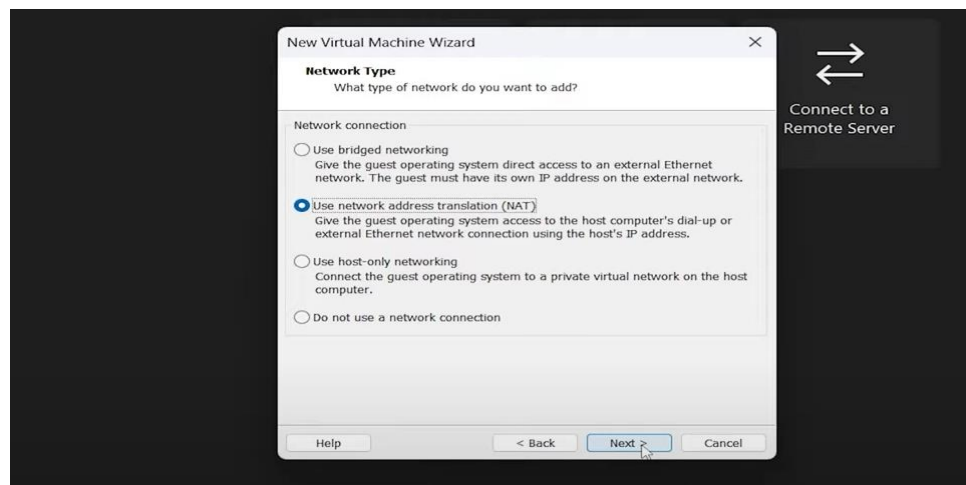 New Virtual Machine Wizard
Network Type
What type of network do you want to add?
Network connection
Use bridged networking
Give the guest operating system direct access to an external Ethernet
network. The guest must have its own IP address on the external network.
Use network address translation (NAT)
Give the guest operating system access to the host computer's dial-up or
external Ethernet network connection using the host's IP address.
Use host-only networking
Connect the guest operating system to a private virtual network on the host
computer.
Do not use a network connection
Help
< Back
Next >
Cancel
Connect to a
Remote Server